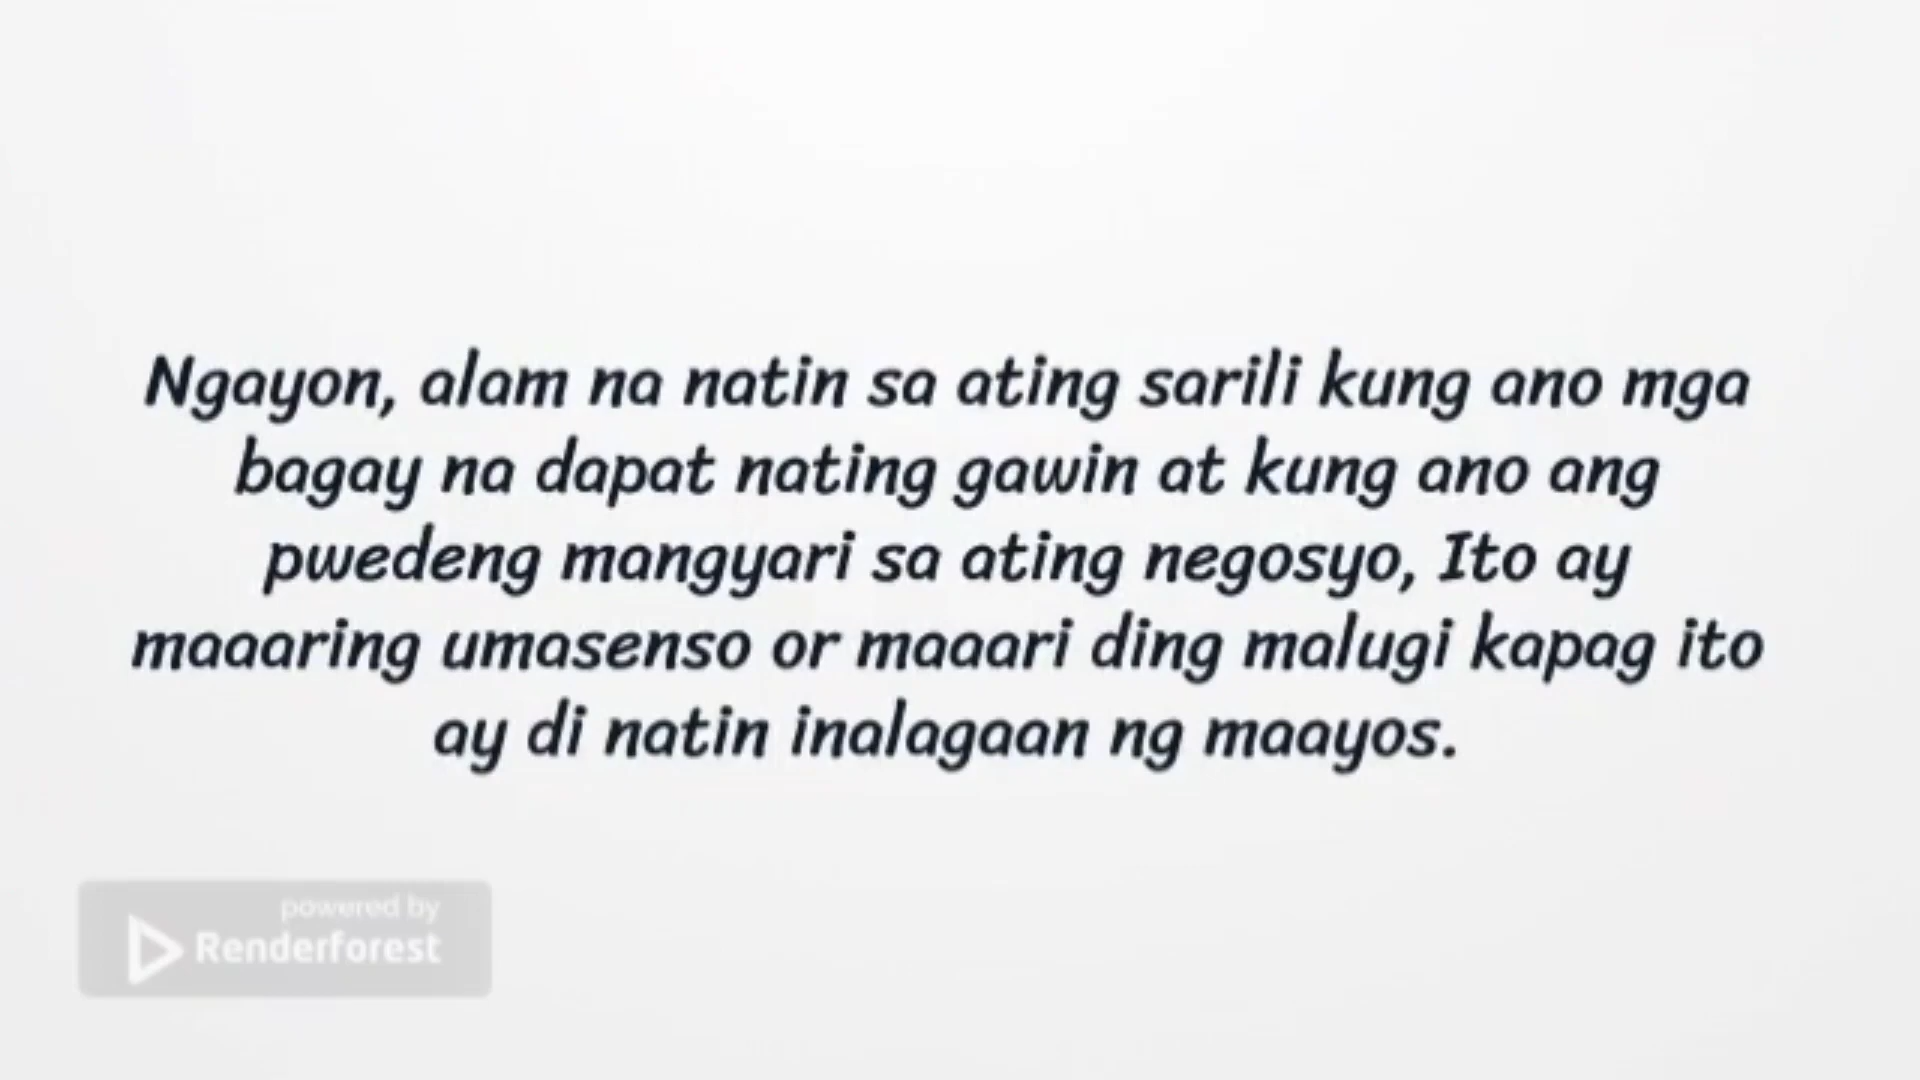 Ngayon, alam na natin sa ating sarili kung ano mga
bagay na dapat nating gawin at kung ano ang
pwedeng mangyari sa ating negosyo, Ito ay
maaaring umasenso or maaari ding malugi kapag ito
ay di natin inalagaan ng maayos.
powered by
Renderforest